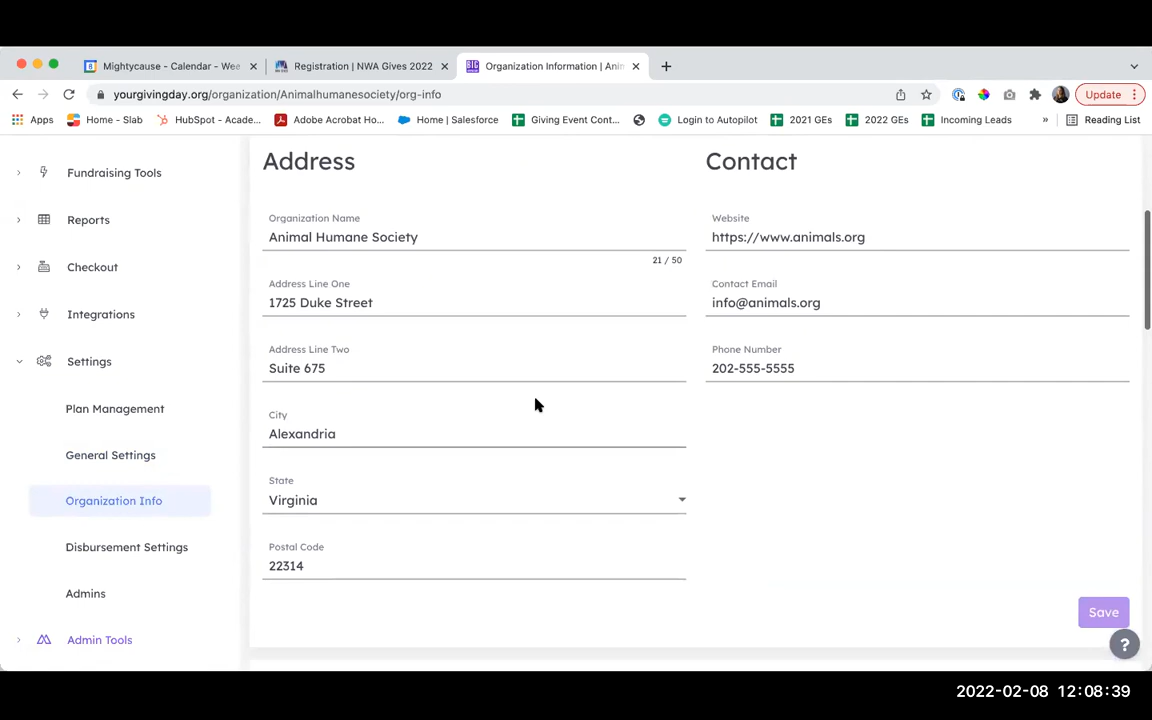 Mightycause - Calendar - Wee
Registration | NWA Gives 2022
Organization Information | Anim
yourgivingday.org/organization/Animalhumanesociety/org-info
Update
Apps
Home - Slab
HubSpot - Acade...
Adobe Acrobat Ho...
Home | Salesforce
Giving Event Cont...
Login to Autopilot
2021 GEs
2022 GEs
Incoming Leads
»
Reading List
Fundraising Tools
Reports
Checkout
Integrations
Settings
Plan Management
General Settings
Organization Info
Disbursement Settings
Admins
Admin Tools
Address
Organization Name
Animal Humane Society
21 / 50
Address Line One
1725 Duke Street
Address Line Two
Suite 675
City
Alexandria
State
Virginia
Postal Code
22314
Contact
Website
https://www.animals.org
Contact Email
info@animals.org
Phone Number
202-555-5555
Save
?
2022-02-08 12:08:39